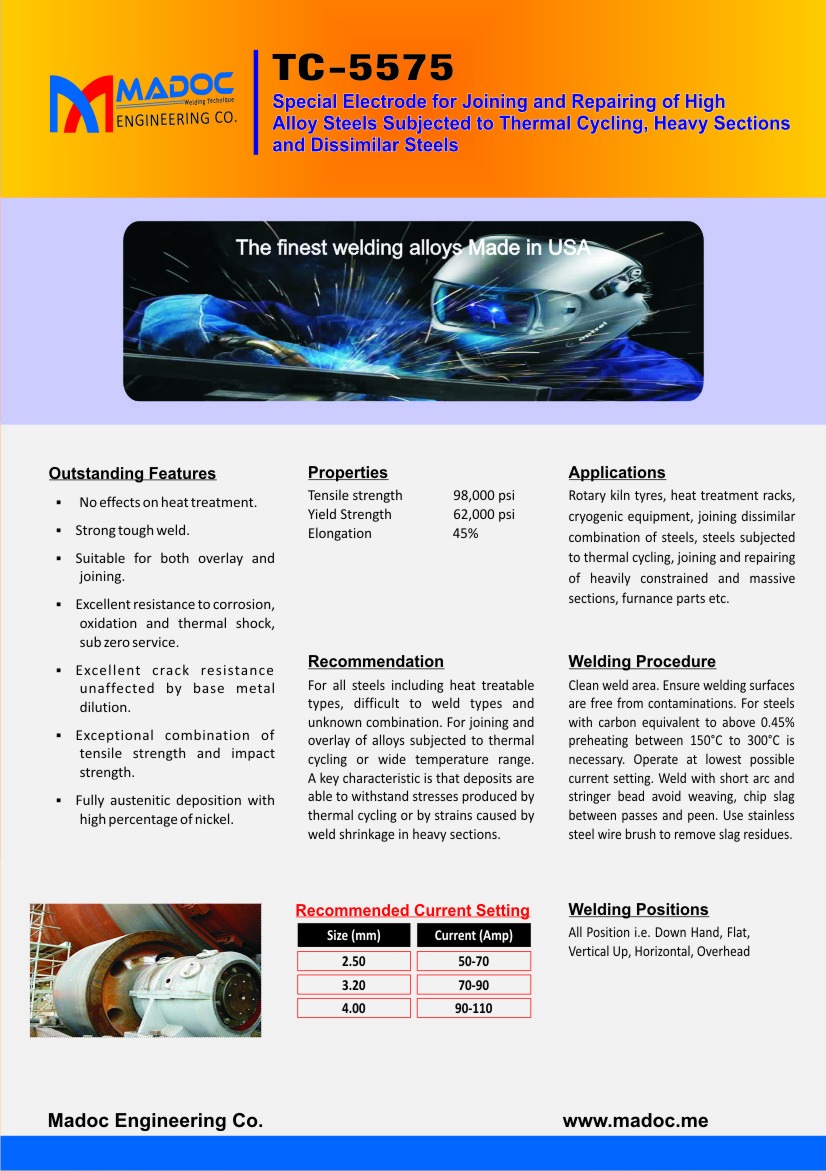 MADOC
Welding Technique
ENGINEERING CO.
TC-5575
Special Electrode for Joining and Repairing of High
Alloy Steels Subjected to Thermal Cycling, Heavy Sections
and Dissimilar Steels
The finest welding alloys Made in USA
optrel
Outstanding Features
▪ No effects on heat treatment.
▪ Strong tough weld.
▪ Suitable for both overlay and
joining.
▪ Excellent resistance to corrosion,
oxidation and thermal shock,
sub zero service.
▪ Excellent crack resistance
unaffected by base metal
dilution.
▪ Exceptional combination of
tensile strength and impact
strength.
▪ Fully austenitic deposition with
high percentage of nickel.
Properties
Tensile strength 98,000 psi
Yield Strength 62,000 psi
Elongation 45%
Applications
Rotary kiln tyres, heat treatment racks,
cryogenic equipment, joining dissimilar
combination of steels, steels subjected
to thermal cycling, joining and repairing
of heavily constrained and massive
sections, furnance parts etc.
Recommendation
For all steels including heat treatable
types, difficult to weld types and
unknown combination. For joining and
overlay of alloys subjected to thermal
cycling or wide temperature range.
A key characteristic is that deposits are
able to withstand stresses produced by
thermal cycling or by strains caused by
weld shrinkage in heavy sections.
Welding Procedure
Clean weld area. Ensure welding surfaces
are free from contaminations. For steels
with carbon equivalent to above 0.45%
preheating between 150°C to 300°C is
necessary. Operate at lowest possible
current setting. Weld with short arc and
stringer bead avoid weaving, chip slag
between passes and peen. Use stainless
steel wire brush to remove slag residues.
Recommended Current Setting
Size (mm) Current (Amp)
2.50 50-70
3.20 70-90
4.00 90-110
Welding Positions
All Position i.e. Down Hand, Flat,
Vertical Up, Horizontal, Overhead
Madoc Engineering Co. www.madoc.me